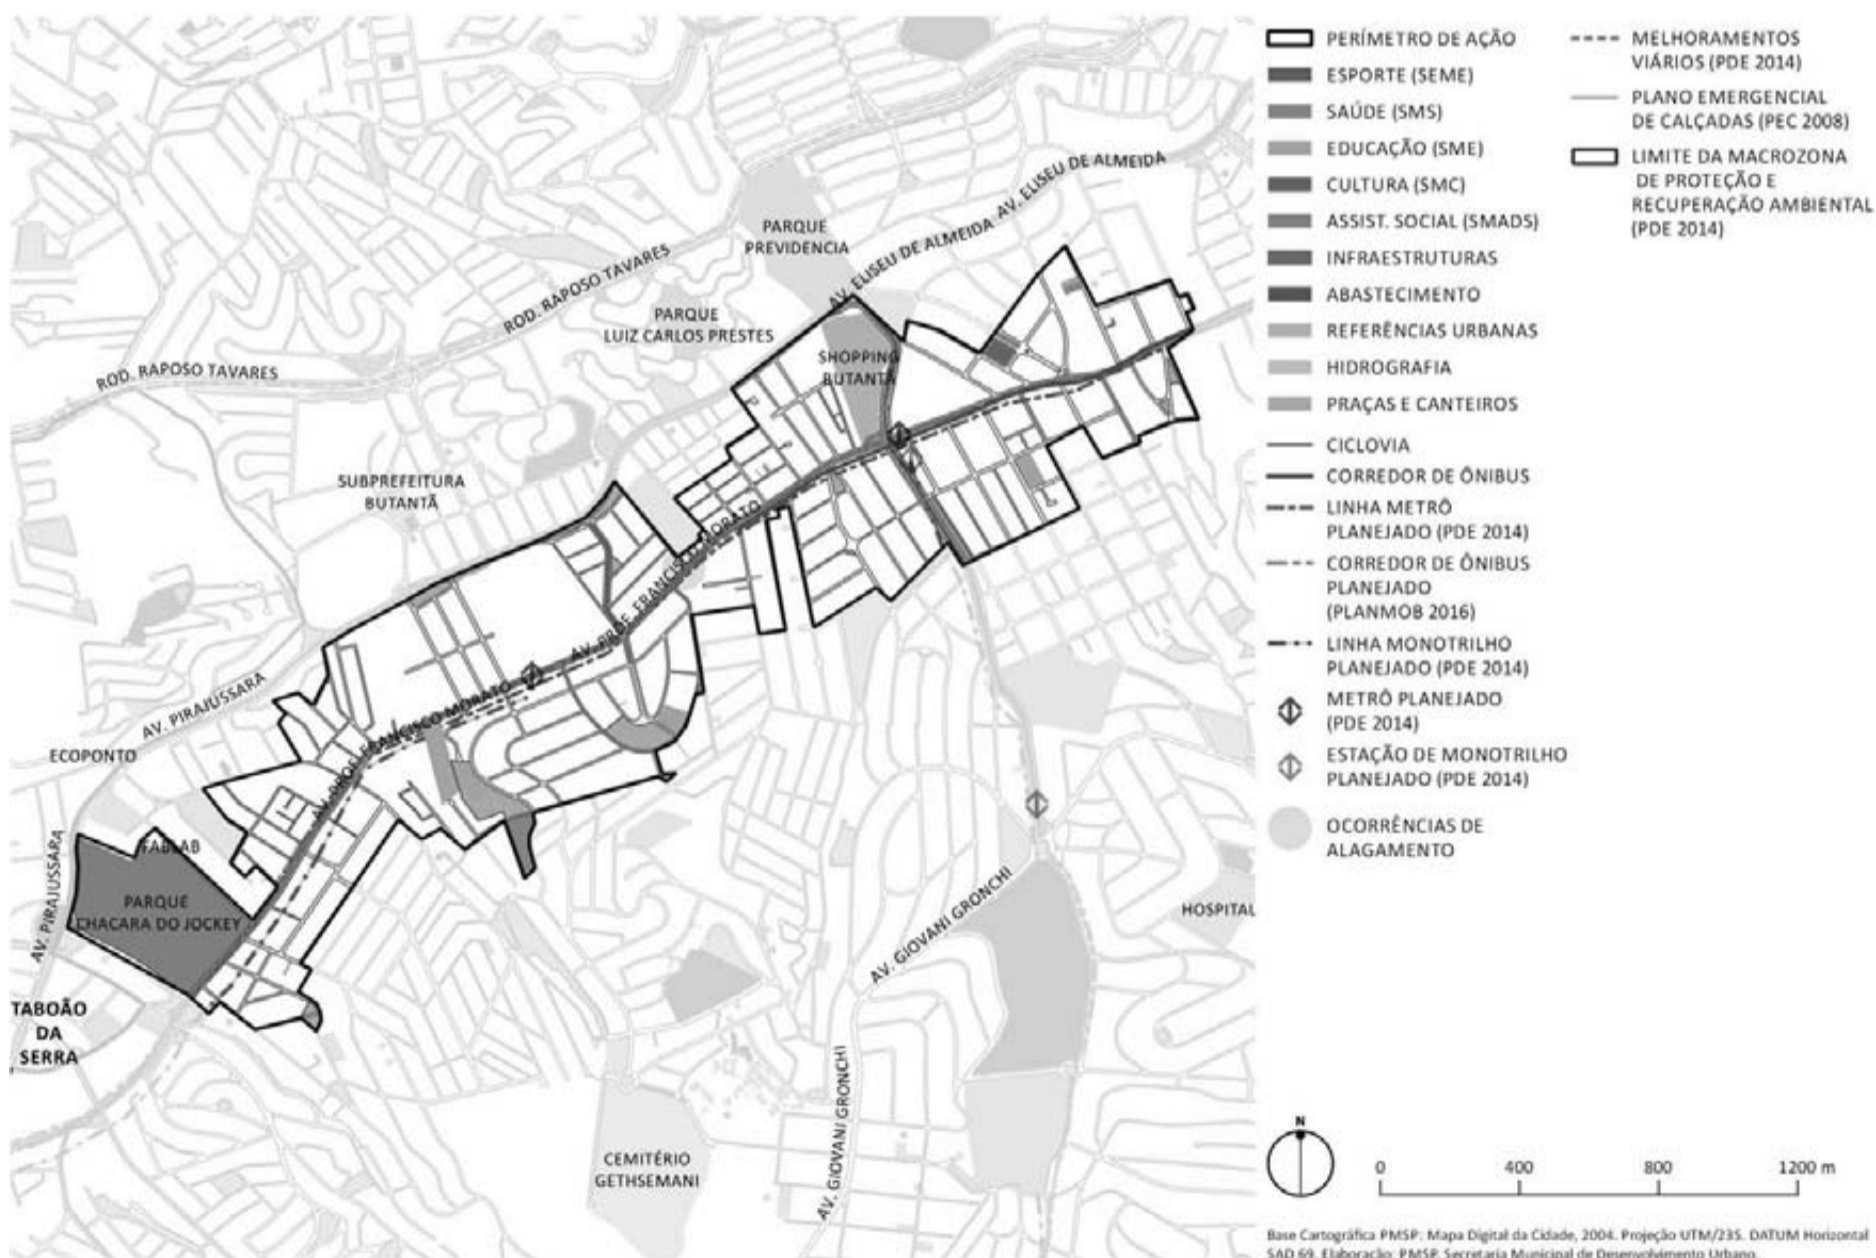 AV. ELISEU DE ALMEIDA
PARQUE
PREVIDENCIA
AV. ELISEU DE ALMEIDA
ROD. RAPOSO TAVARES
PARQUE
LUIZ CARLOS PRESTES
SHOPPING
BUTANTÃ
ROD. RAPOSO TAVARES
SUBPREFEITURA
BUTANTÃ
AV. PROF. FRANCISCO MORATO
AV. PIRAJUSSARA
AV. PROF. FRANCISCO MORATO
ECOPONTO
AV. PIRAJUSSARA
FABLAB
PARQUE
CHACARA DO JOCKEY
HOSPITAL
AV. GIOVANI GRONCHI
TABOÃO
DA
SERRA
AV. GIOVANI GRONCHI
CEMITÉRIO
GETHSEMANI
PERÍMETRO DE AÇÃO
ESPORTE (SEME)
SAÚDE (SMS)
EDUCAÇÃO (SME)
CULTURA (SMC)
ASSIST. SOCIAL (SMADS)
INFRAESTRUTURAS
ABASTECIMENTO
REFERÊNCIAS URBANAS
HIDROGRAFIA
PRAÇAS E CANTEIROS
CICLOVIA
CORREDOR DE ÔNIBUS
LINHA METRÔ
PLANEJADO (PDE 2014)
CORREDOR DE ÔNIBUS
PLANEJADO
(PLANMOB 2016)
LINHA MONOTRILHO
PLANEJADO (PDE 2014)
METRÔ PLANEJADO
(PDE 2014)
ESTAÇÃO DE MONOTRILHO
PLANEJADO (PDE 2014)
OCORRÊNCIAS DE
ALAGAMENTO
MELHORAMENTOS
VIÁRIOS (PDE 2014)
PLANO EMERGENCIAL
DE CALÇADAS (PEC 2008)
LIMITE DA MACROZONA
DE PROTEÇÃO E
RECUPERAÇÃO AMBIENTAL
(PDE 2014)
N
0 400 800 1200 m
Base Cartográfica PMSP: Mapa Digital da Cidade, 2004. Projeção UTM/23S. DATUM Horizontal
SAD 69. Elaboração: PMSP. Secretaria Municipal de Desenvolvimento Urbano.